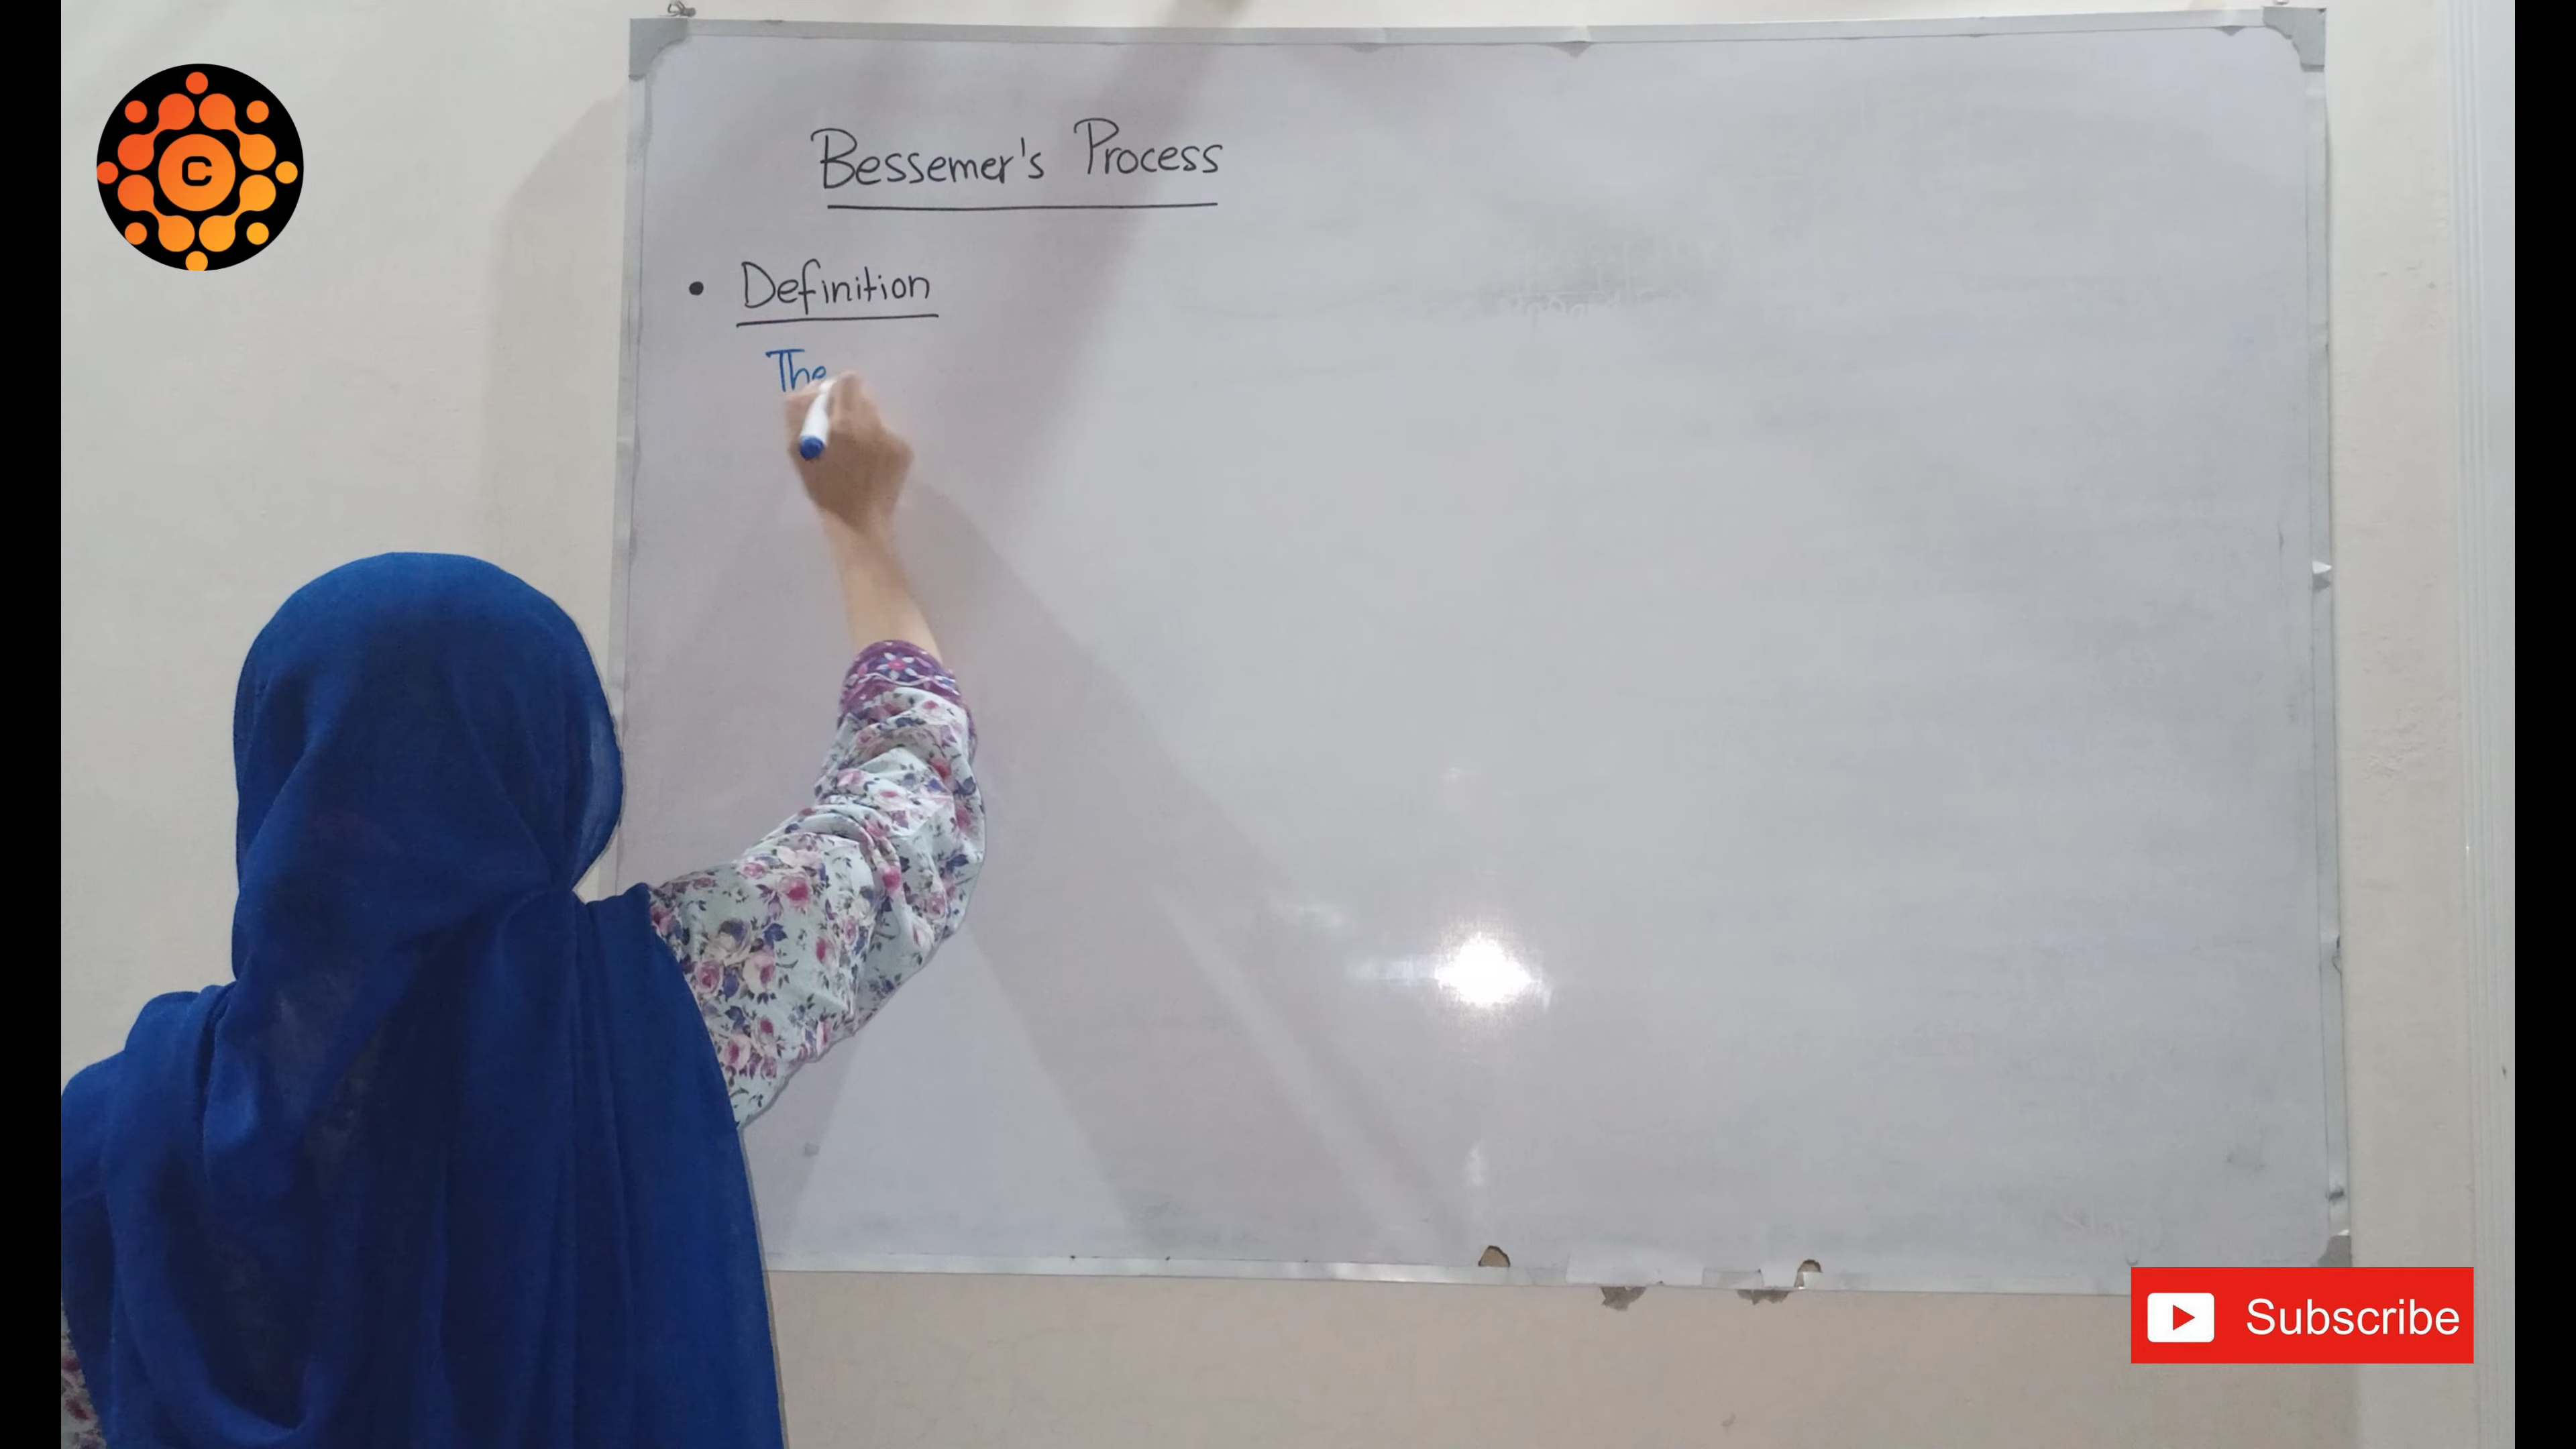 C
Bessemer's Process
• Definition
The
Subscribe